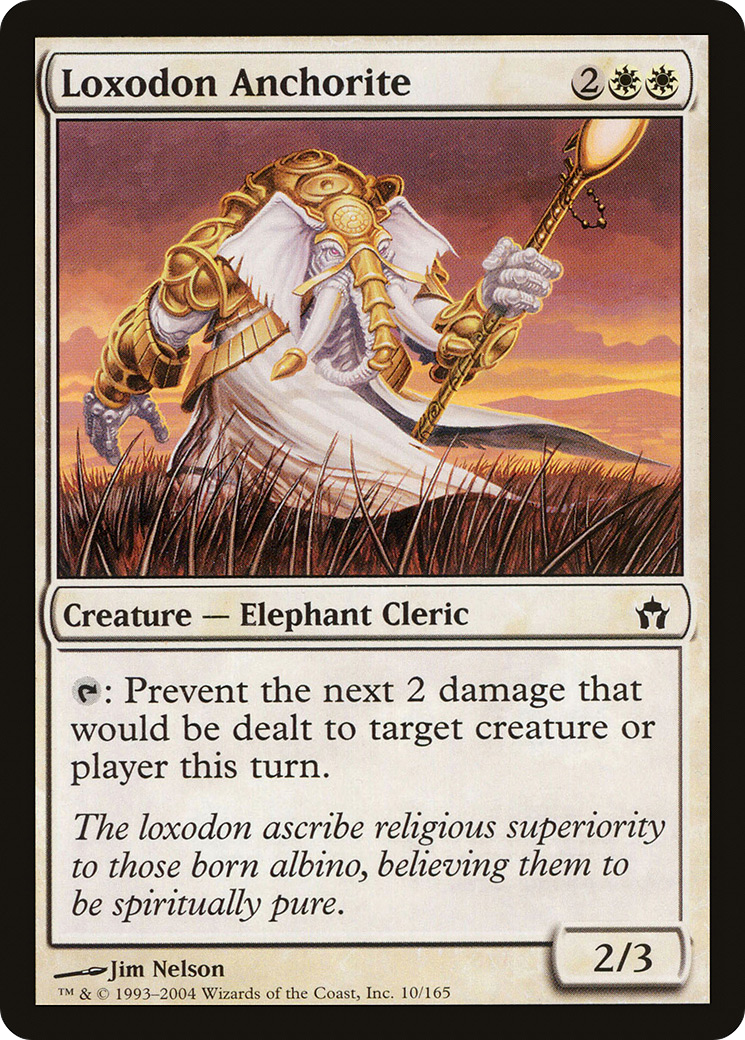 Loxodon Anchorite 2
Creature — Elephant Cleric
: Prevent the next 2 damage that
would be dealt to target creature or
player this turn.
The loxodon ascribe religious superiority
to those born albino, believing them to
be spiritually pure.
2/3
Jim Nelson
™ & © 1993–2004 Wizards of the Coast, Inc. 10/165